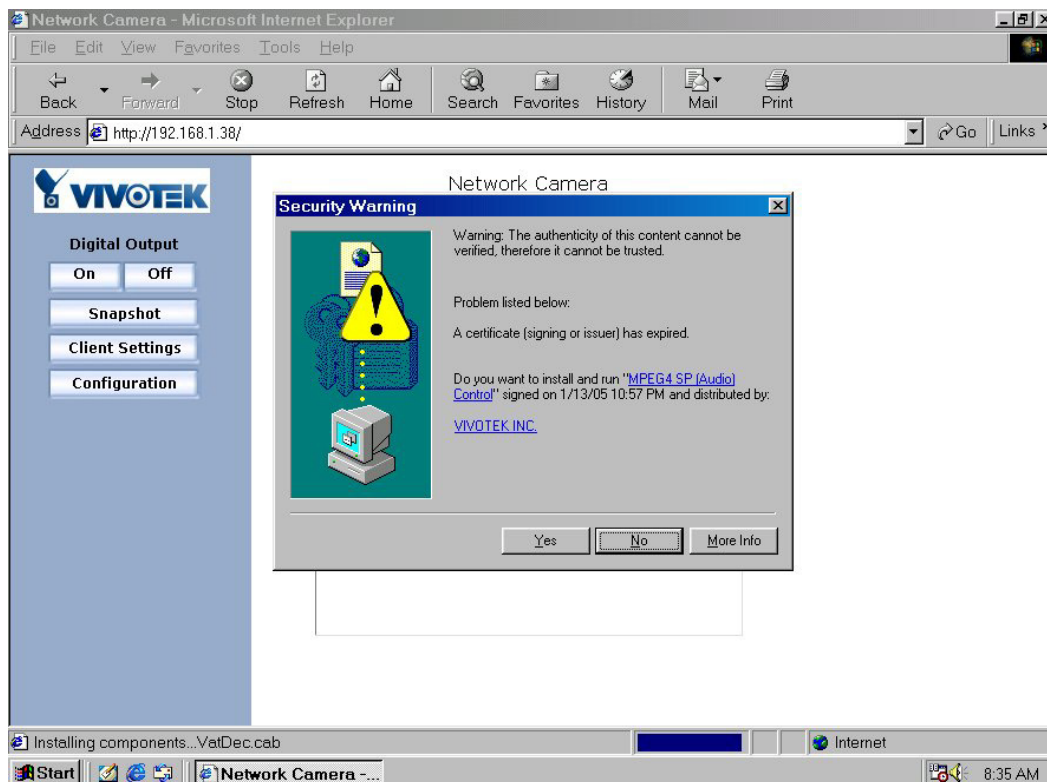 Network Camera - Microsoft Internet Explorer
File Edit View Favorites Tools Help
Back Forward Stop Refresh Home Search Favorites History Mail Print
Address http://192.168.1.38/ Go Links
VIVOTEK
Network Camera
Digital Output
On Off
Snapshot
Client Settings
Configuration
Security Warning
Warning: The authenticity of this content cannot be
verified, therefore it cannot be trusted.
Problem listed below:
A certificate (signing or issuer) has expired.
Do you want to install and run "MPEG4 SP (Audio)
Control" signed on 1/13/05 10:57 PM and distributed by:
VIVOTEK INC.
Yes No More Info
Installing components...VatDec.cab Internet
Start Network Camera -... 8:35 AM